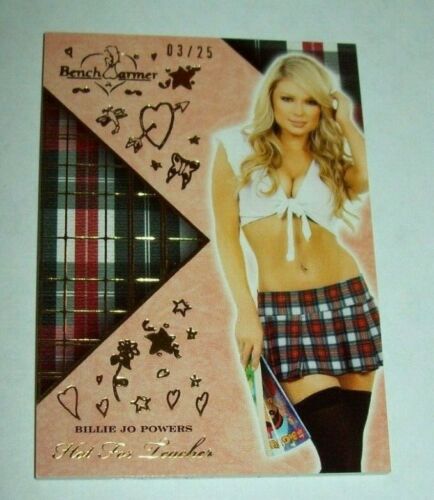 03/25
BenchWarmer
BILLIE JO POWERS
Hot For Teacher